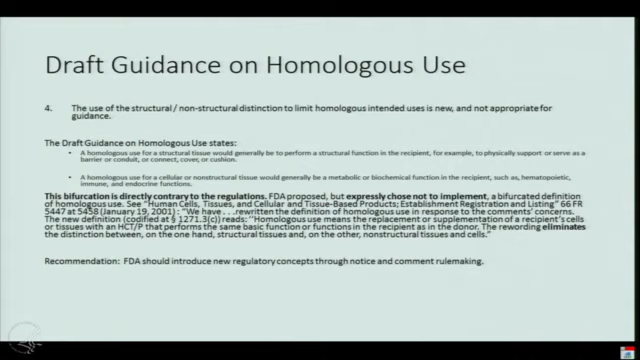 Draft Guidance on Homologous Use
4. The use of the structural / non-structural distinction to limit homologous intended uses is new, and not appropriate for
guidance.
The Draft Guidance on Homologous Use states:
• A homologous use for a structural tissue would generally be to perform a structural function in the recipient, for example, to physically support or serve as a
barrier or conduit, or connect, cover, or cushion.
• A homologous use for a cellular or nonstructural tissue would generally be a metabolic or biochemical function in the recipient, such as, hematopoietic,
immune, and endocrine functions.
This bifurcation is directly contrary to the regulations. FDA proposed, but expressly chose not to implement, a bifurcated definition
of homologous use. See "Human Cells, Tissues, and Cellular and Tissue-Based Products; Establishment Registration and Listing" 66 FR
5447 at 5458 (January 19, 2001) : "We have . . .rewritten the definition of homologous use in response to the comments' concerns.
The new definition (codified at § 1271.3(c)) reads: "Homologous use means the replacement or supplementation of a recipient's cells
or tissues with an HCT/P that performs the same basic function or functions in the recipient as in the donor. The rewording eliminates
the distinction between, on the one hand, structural tissues and, on the other, nonstructural tissues and cells."
Recommendation: FDA should introduce new regulatory concepts through notice and comment rulemaking.